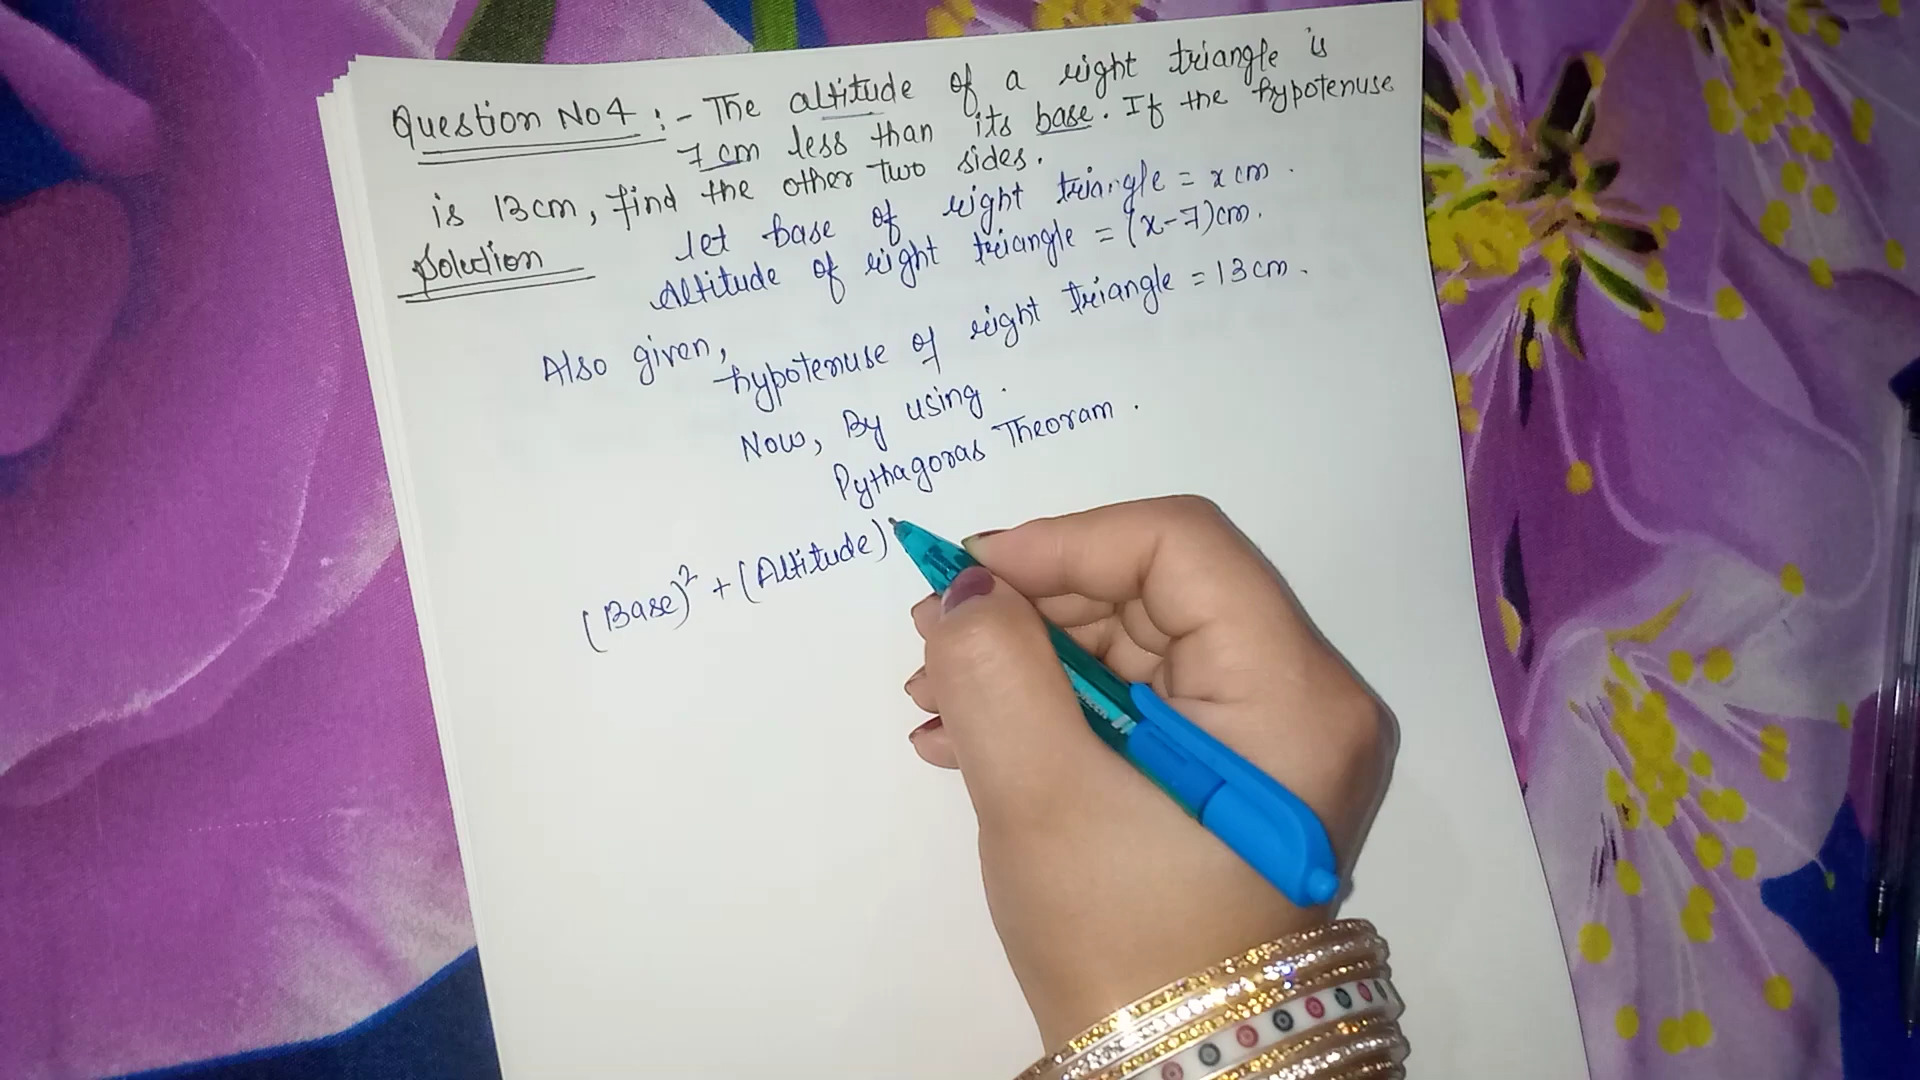 Question No 4 :- The altitude of a right triangle is
7 cm less than its base. If the hypotenuse
is 13 cm, find the other two sides.
Solution let base of right triangle = x cm.
Altitude of right triangle = (x-7) cm.
Also given,
hypotenuse of right triangle = 13 cm.
Now, By using.
Pythagoras Theoram.
(Base)² + (Altitude)